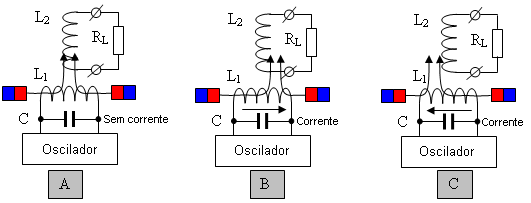 L2
RL
L1
C
Sem corrente
Oscilador
A
L2
RL
L1
C
Corrente
Oscilador
B
L2
RL
L1
C
Corrente
Oscilador
C